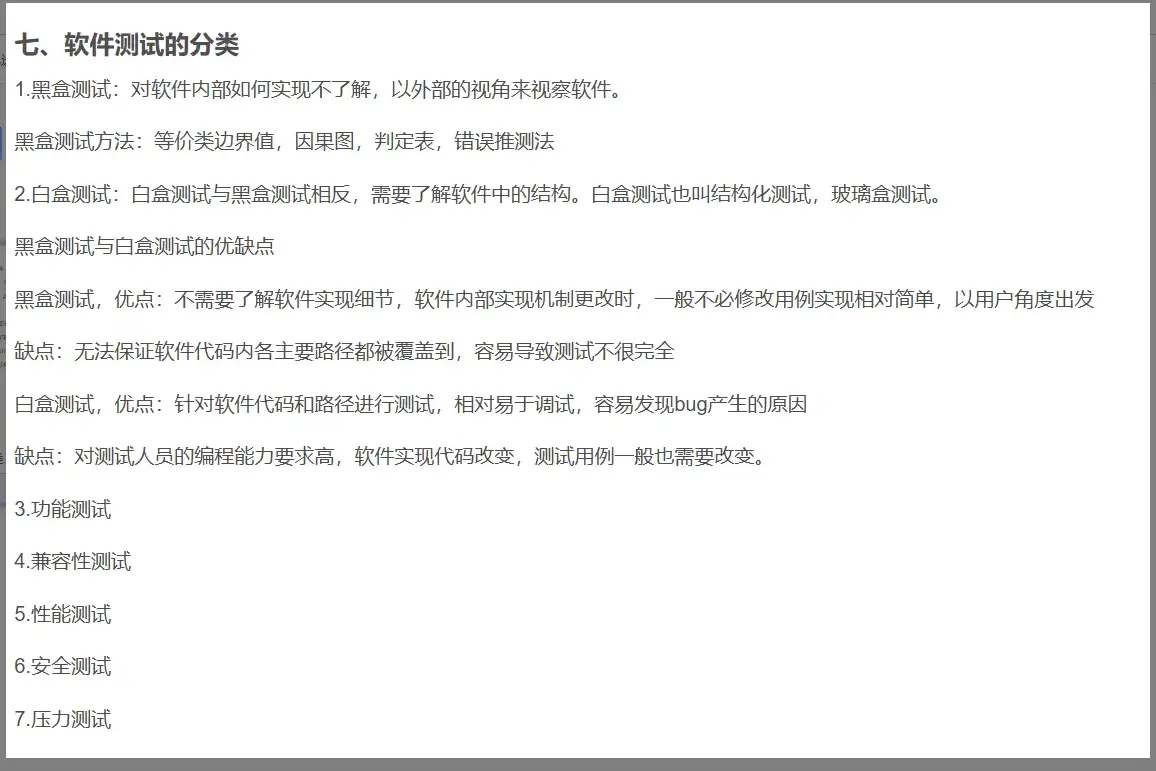 七、软件测试的分类
1.黑盒测试：对软件内部如何实现不了解，以外部的视角来视察软件。
黑盒测试方法：等价类边界值，因果图，判定表，错误推测法
2.白盒测试：白盒测试与黑盒测试相反，需要了解软件中的结构。白盒测试也叫结构化测试，玻璃盒测试。
黑盒测试与白盒测试的优缺点
黑盒测试，优点：不需要了解软件实现细节，软件内部实现机制更改时，一般不必修改用例实现相对简单，以用户角度出发
缺点：无法保证软件代码内各主要路径都被覆盖到，容易导致测试不很完全
白盒测试，优点：针对软件代码和路径进行测试，相对易于调试，容易发现bug产生的原因
缺点：对测试人员的编程能力要求高，软件实现代码改变，测试用例一般也需要改变。
3.功能测试
4.兼容性测试
5.性能测试
6.安全测试
7.压力测试